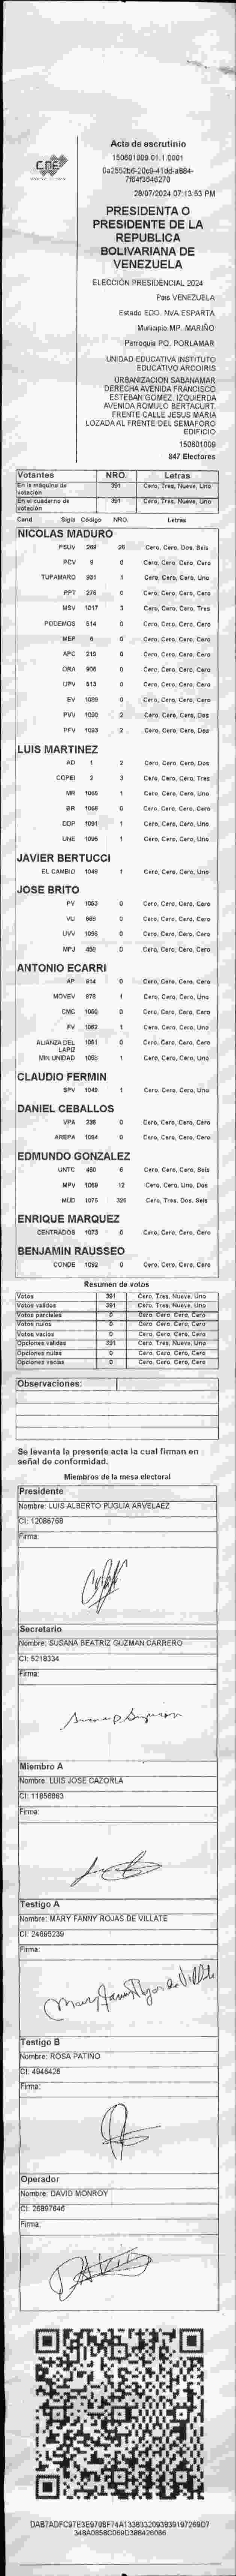 CNE
Acta de escrutinio
150801009.01.1.0001
28/07/2024 07:13:53 PM
PRESIDENTA O
PRESIDENTE DE LA
REPUBLICA
BOLIVARIANA DE
VENEZUELA
ELECCIÓN PRESIDENCIAL 2024
País VENEZUELA
Estado EDO. NVA.ESPARTA
Municipio MP. MARIÑO
Parroquia PQ. PORLAMAR
UNIDAD EDUCATIVA INSTITUTO
EDUCATIVO ARCOIRIS
URBANIZACION SABANAMAR
DERECHA AVENIDA FRANCISCO
ESTEBAN GOMEZ. IZQUIERDA
AVENIDA ROMULO BERTACURT.
FRENTE CALLE JESUS MARIA
LOZADA AL FRENTE DEL SEMAFORO
EDIFICIO
150801009
847 Electores
Votantes NRO. Letras
En la máquina de votación 391 Cero, Tres, Nueve, Uno
En el cuaderno de votación 391 Cero, Tres, Nueve, Uno
Cand. Sigla Código NRO. Letras
NICOLAS MADURO
PSUV 269 26 Cero, Cero, Dos, Seis
PCV 9 0 Cero, Cero, Cero, Cero
TUPAMARO 931 1 Cero, Cero, Cero, Uno
PPT 276 0 Cero, Cero, Cero, Cero
MSV 1017 3 Cero, Cero, Cero, Tres
PODEMOS 514 0 Cero, Cero, Cero, Cero
MEP 6 0 Cero, Cero, Cero, Cero
APC 219 0 Cero, Cero, Cero, Cero
ORA 906 0 Cero, Cero, Cero, Cero
UPV 513 0 Cero, Cero, Cero, Cero
EV 1089 0 Cero, Cero, Cero, Cero
PVV 1090 2 Cero, Cero, Cero, Dos
PFV 1093 2 Cero, Cero, Cero, Dos
LUIS MARTINEZ
AD 1 2 Cero, Cero, Cero, Dos
COPEI 2 3 Cero, Cero, Cero, Tres
MR 1065 1 Cero, Cero, Cero, Uno
BR 1066 0 Cero, Cero, Cero, Cero
DDP 1091 1 Cero, Cero, Cero, Uno
UNE 1095 1 Cero, Cero, Cero, Uno
JAVIER BERTUCCI
EL CAMBIO 1048 1 Cero, Cero, Cero, Uno
JOSE BRITO
PV 1053 0 Cero, Cero, Cero, Cero
VU 668 0 Cero, Cero, Cero, Cero
UVV 1096 0 Cero, Cero, Cero, Cero
MPJ 458 0 Cero, Cero, Cero, Cero
ANTONIO ECARRI
AP 814 0 Cero, Cero, Cero, Cero
MOVEV 978 1 Cero, Cero, Cero, Uno
CMC 1050 0 Cero, Cero, Cero, Cero
FV 1082 1 Cero, Cero, Cero, Uno
ALIANZA DEL LAPIZ 1051 0 Cero, Cero, Cero, Cero
MIN UNIDAD 1088 1 Cero, Cero, Cero, Uno
CLAUDIO FERMIN
SPV 1049 1 Cero, Cero, Cero, Uno
DANIEL CEBALLOS
VPA 236 0 Cero, Cero, Cero, Cero
AREPA 1094 0 Cero, Cero, Cero, Cero
EDMUNDO GONZALEZ
UNTC 460 6 Cero, Cero, Cero, Seis
MPV 1069 12 Cero, Cero, Uno, Dos
MUD 1075 326 Cero, Tres, Dos, Seis
ENRIQUE MARQUEZ
CENTRADOS 1073 0 Cero, Cero, Cero, Cero
BENJAMIN RAUSSEO
CONDE 1092 0 Cero, Cero, Cero, Cero
Resumen de votos
Votos 391 Cero, Tres, Nueve, Uno
Votos validos 391 Cero, Tres, Nueve, Uno
Votos parciales 0 Cero, Cero, Cero, Cero
Votos nulos 0 Cero, Cero, Cero, Cero
Votos vacios 0 Cero, Cero, Cero, Cero
Opciones validas 391 Cero, Tres, Nueve, Uno
Opciones nulas 0 Cero, Cero, Cero, Cero
Opciones vacias 0 Cero, Cero, Cero, Cero
Observaciones:
Se levanta la presente acta la cual firman en
señal de conformidad.
Miembros de la mesa electoral
Presidente
Nombre: LUIS ALBERTO PUGLIA ARVELAEZ
CI: 12086768
Firma:
Secretario
Nombre: SUSANA BEATRIZ GUZMAN CARRERO
CI: 5218334
Firma:
Miembro A
Nombre: LUIS JOSE CAZORLA
CI: 11856863
Firma:
Testigo A
Nombre: MARY FANNY ROJAS DE VILLATE
CI: 24695239
Firma:
Mary Fanny Rojas de Villate
Testigo B
Nombre: ROSA PATIÑO
CI: 4946426
Firma:
Operador
Nombre: DAVID MONROY
CI: 26897646
Firma: